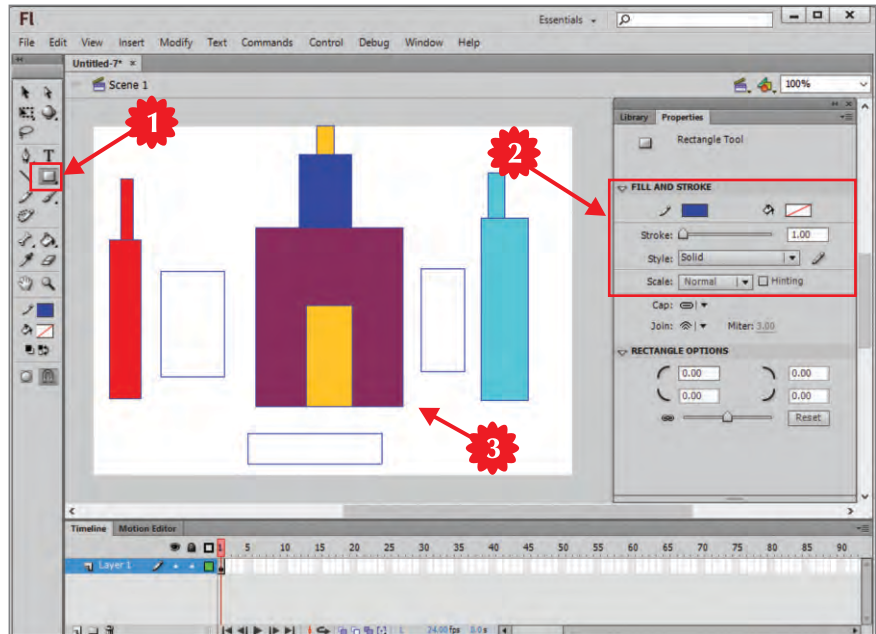 Fl
Essentials
File Edit View Insert Modify Text Commands Control Debug Window Help
Untitled-7* ×
Scene 1
100%
1
2
3
T
Library Properties
Rectangle Tool
FILL AND STROKE
Stroke: 1.00
Style: Solid
Scale: Normal Hinting
Cap:
Join: Miter: 3.00
RECTANGLE OPTIONS
0.00 0.00
0.00 0.00
Reset
Timeline Motion Editor
1 5 10 15 20 25 30 35 40 45 50 55 60 65 70 75 80 85 90
Layer 1
24.00 fps 0.0 s